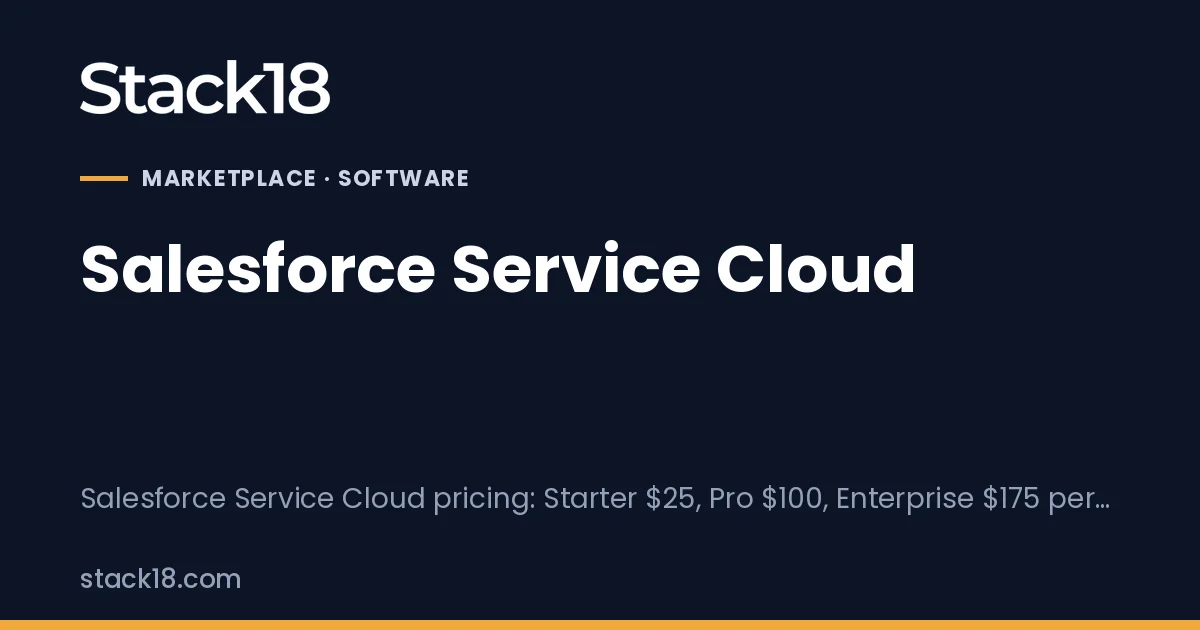 Stack18
MARKETPLACE · SOFTWARE
Salesforce Service Cloud
Salesforce Service Cloud pricing: Starter $25, Pro $100, Enterprise $175 per...
stack18.com